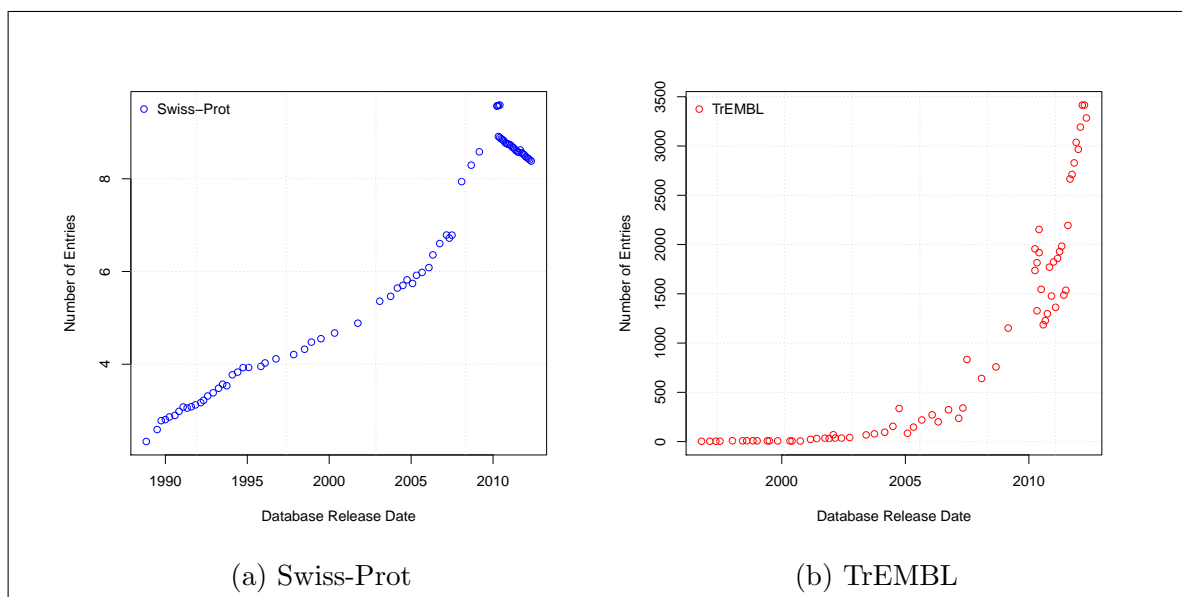 Swiss−Prot
8
6
4
Number of Entries
1990 1995 2000 2005 2010
Database Release Date
(a) Swiss-Prot
TrEMBL
3500
3000
2500
2000
1500
1000
500
0
Number of Entries
2000 2005 2010
Database Release Date
(b) TrEMBL